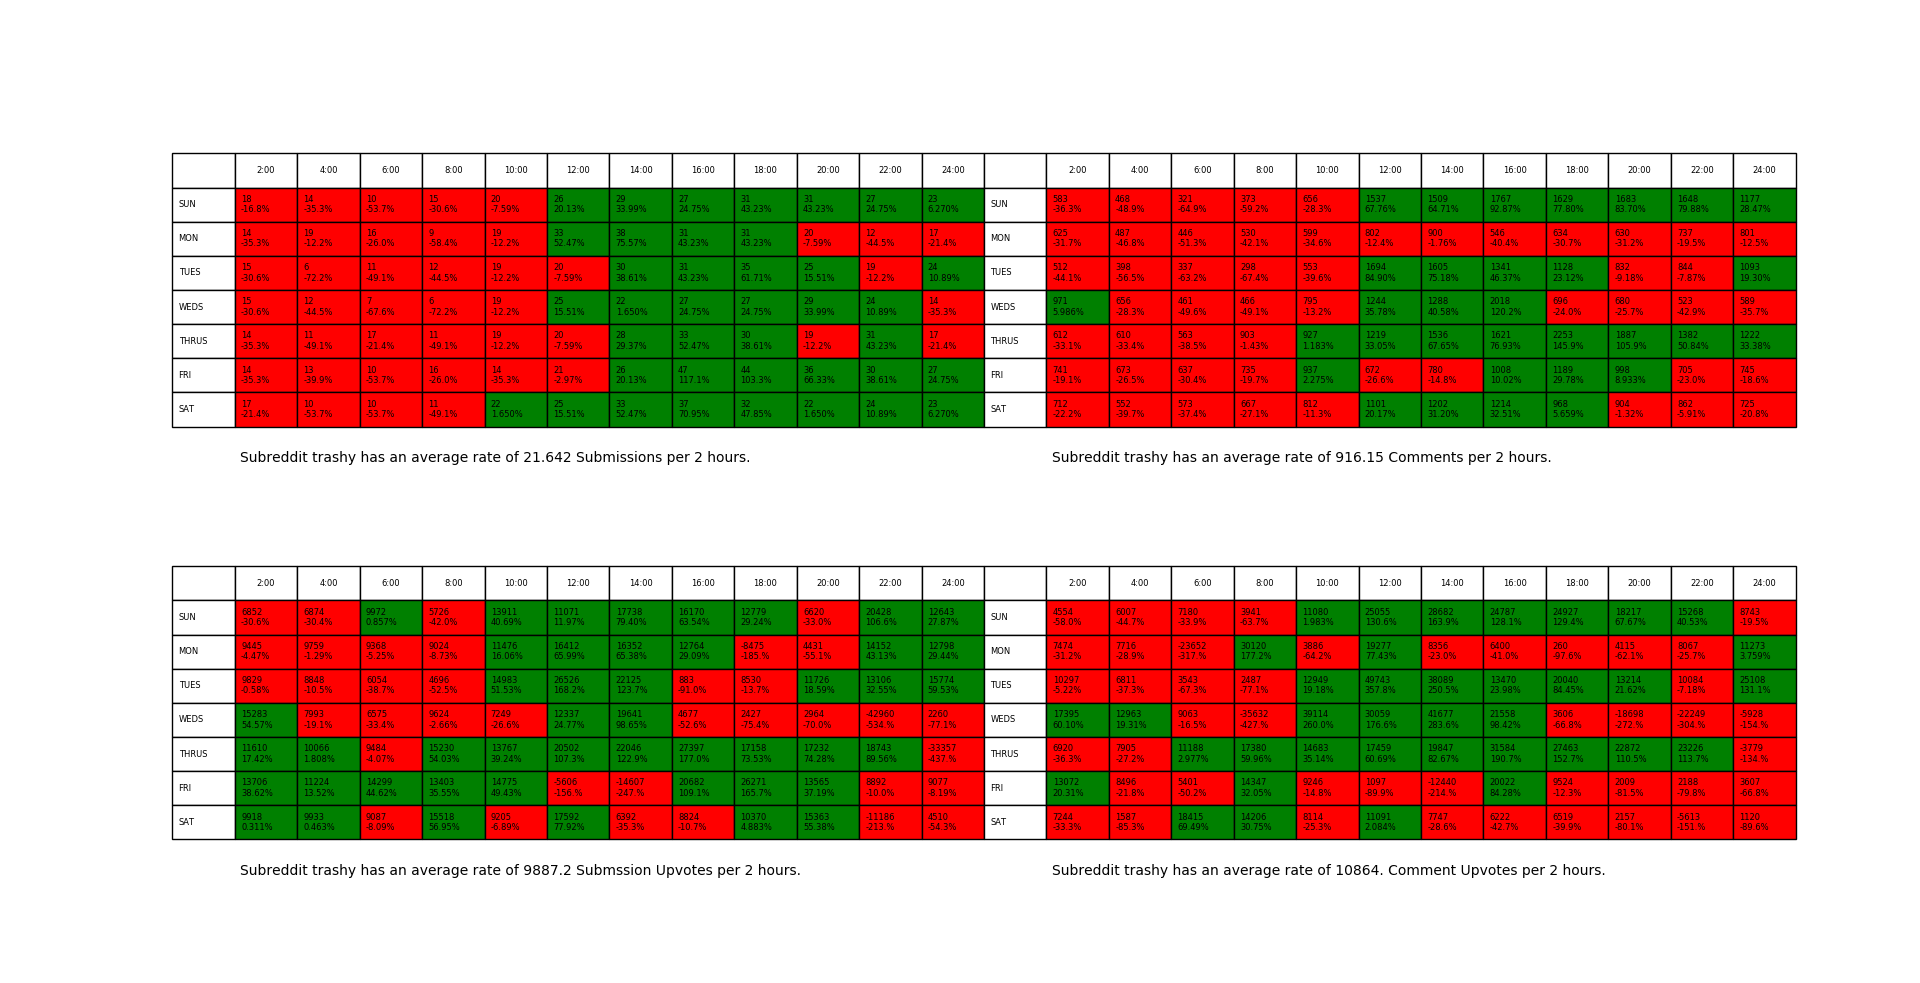 2:00 4:00 6:00 8:00 10:00 12:00 14:00 16:00 18:00 20:00 22:00 24:00
SUN 18 14 10 15 20 26 29 27 31 31 27 23
-16.8% -35.3% -53.7% -30.6% -7.59% 20.13% 33.99% 24.75% 43.23% 43.23% 24.75% 6.270%
MON 14 19 16 9 19 33 38 31 31 20 12 17
-35.3% -12.2% -26.0% -58.4% -12.2% 52.47% 75.57% 43.23% 43.23% -7.59% -44.5% -21.4%
TUES 15 6 11 12 19 20 30 31 35 25 19 24
-30.6% -72.2% -49.1% -44.5% -12.2% -7.59% 38.61% 43.23% 61.71% 15.51% -12.2% 10.89%
WEDS 15 12 7 6 19 25 22 27 27 29 24 14
-30.6% -44.5% -67.6% -72.2% -12.2% 15.51% 1.650% 24.75% 24.75% 33.99% 10.89% -35.3%
THRUS 14 11 17 11 19 20 28 33 30 19 31 17
-35.3% -49.1% -21.4% -49.1% -12.2% -7.59% 29.37% 52.47% 38.61% -12.2% 43.23% -21.4%
FRI 14 13 10 16 14 21 26 47 44 36 30 27
-35.3% -39.9% -53.7% -26.0% -35.3% -2.97% 20.13% 117.1% 103.3% 66.33% 38.61% 24.75%
SAT 17 10 10 11 22 25 33 37 32 22 24 23
-21.4% -53.7% -53.7% -49.1% 1.650% 15.51% 52.47% 70.95% 47.85% 1.650% 10.89% 6.270%
Subreddit trashy has an average rate of 21.642 Submissions per 2 hours.
2:00 4:00 6:00 8:00 10:00 12:00 14:00 16:00 18:00 20:00 22:00 24:00
SUN 583 468 321 373 656 1537 1509 1767 1629 1683 1648 1177
-36.3% -48.9% -64.9% -59.2% -28.3% 67.76% 64.71% 92.87% 77.80% 83.70% 79.88% 28.47%
MON 625 487 446 530 599 802 900 546 634 630 737 801
-31.7% -46.8% -51.3% -42.1% -34.6% -12.4% -1.76% -40.4% -30.7% -31.2% -19.5% -12.5%
TUES 512 398 337 298 553 1694 1605 1341 1128 832 844 1093
-44.1% -56.5% -63.2% -67.4% -39.6% 84.90% 75.18% 46.37% 23.12% -9.18% -7.87% 19.30%
WEDS 971 656 461 466 795 1244 1288 2018 696 680 523 589
5.986% -28.3% -49.6% -49.1% -13.2% 35.78% 40.58% 120.2% -24.0% -25.7% -42.9% -35.7%
THRUS 612 610 563 903 927 1219 1536 1621 2253 1887 1382 1222
-33.1% -33.4% -38.5% -1.43% 1.183% 33.05% 67.65% 76.93% 145.9% 105.9% 50.84% 33.38%
FRI 741 673 637 735 937 672 780 1008 1189 998 705 745
-19.1% -26.5% -30.4% -19.7% 2.275% -26.6% -14.8% 10.02% 29.78% 8.933% -23.0% -18.6%
SAT 712 552 573 667 812 1101 1202 1214 968 904 862 725
-22.2% -39.7% -37.4% -27.1% -11.3% 20.17% 31.20% 32.51% 5.659% -1.32% -5.91% -20.8%
Subreddit trashy has an average rate of 916.15 Comments per 2 hours.
2:00 4:00 6:00 8:00 10:00 12:00 14:00 16:00 18:00 20:00 22:00 24:00
SUN 6852 6874 9972 5726 13911 11071 17738 16170 12779 6620 20428 12643
-30.6% -30.4% 0.857% -42.0% 40.69% 11.97% 79.40% 63.54% 29.24% -33.0% 106.6% 27.87%
MON 9445 9759 9368 9024 11476 16412 16352 12764 -8475 4431 14152 12798
-4.47% -1.29% -5.25% -8.73% 16.06% 65.99% 65.38% 29.09% -185.% -55.1% 43.13% 29.44%
TUES 9829 8848 6054 4696 14983 26526 22125 883 8530 11726 13106 15774
-0.58% -10.5% -38.7% -52.5% 51.53% 168.2% 123.7% -91.0% -13.7% 18.59% 32.55% 59.53%
WEDS 15283 7993 6575 9624 7249 12337 19641 4677 2427 2964 -42960 2260
54.57% -19.1% -33.4% -2.66% -26.6% 24.77% 98.65% -52.6% -75.4% -70.0% -534.% -77.1%
THRUS 11610 10066 9484 15230 13767 20502 22046 27397 17158 17232 18743 -33357
17.42% 1.808% -4.07% 54.03% 39.24% 107.3% 122.9% 177.0% 73.53% 74.28% 89.56% -437.%
FRI 13706 11224 14299 13403 14775 -5606 -14607 20682 26271 13565 8892 9077
38.62% 13.52% 44.62% 35.55% 49.43% -156.% -247.% 109.1% 165.7% 37.19% -10.0% -8.19%
SAT 9918 9933 9087 15518 9205 17592 6392 8824 10370 15363 -11186 4510
0.311% 0.463% -8.09% 56.95% -6.89% 77.92% -35.3% -10.7% 4.883% 55.38% -213.% -54.3%
Subreddit trashy has an average rate of 9887.2 Submssion Upvotes per 2 hours.
2:00 4:00 6:00 8:00 10:00 12:00 14:00 16:00 18:00 20:00 22:00 24:00
SUN 4554 6007 7180 3941 11080 25055 28682 24787 24927 18217 15268 8743
-58.0% -44.7% -33.9% -63.7% 1.983% 130.6% 163.9% 128.1% 129.4% 67.67% 40.53% -19.5%
MON 7474 7716 -23652 30120 3886 19277 8356 6400 260 4115 8067 11273
-31.2% -28.9% -317.% 177.2% -64.2% 77.43% -23.0% -41.0% -97.6% -62.1% -25.7% 3.759%
TUES 10297 6811 3543 2487 12949 49743 38089 13470 20040 13214 10084 25108
-5.22% -37.3% -67.3% -77.1% 19.18% 357.8% 250.5% 23.98% 84.45% 21.62% -7.18% 131.1%
WEDS 17395 12963 9063 -35632 39114 30059 41677 21558 3606 -18698 -22249 -5928
60.10% 19.31% -16.5% -427.% 260.0% 176.6% 283.6% 98.42% -66.8% -272.% -304.% -154.%
THRUS 6920 7905 11188 17380 14683 17459 19847 31584 27463 22872 23226 -3779
-36.3% -27.2% 2.977% 59.96% 35.14% 60.69% 82.67% 190.7% 152.7% 110.5% 113.7% -134.%
FRI 13072 8496 5401 14347 9246 1097 -12440 20022 9524 2009 2188 3607
20.31% -21.8% -50.2% 32.05% -14.8% -89.9% -214.% 84.28% -12.3% -81.5% -79.8% -66.8%
SAT 7244 1587 18415 14206 8114 11091 7747 6222 6519 2157 -5613 1120
-33.3% -85.3% 69.49% 30.75% -25.3% 2.084% -28.6% -42.7% -39.9% -80.1% -151.% -89.6%
Subreddit trashy has an average rate of 10864. Comment Upvotes per 2 hours.